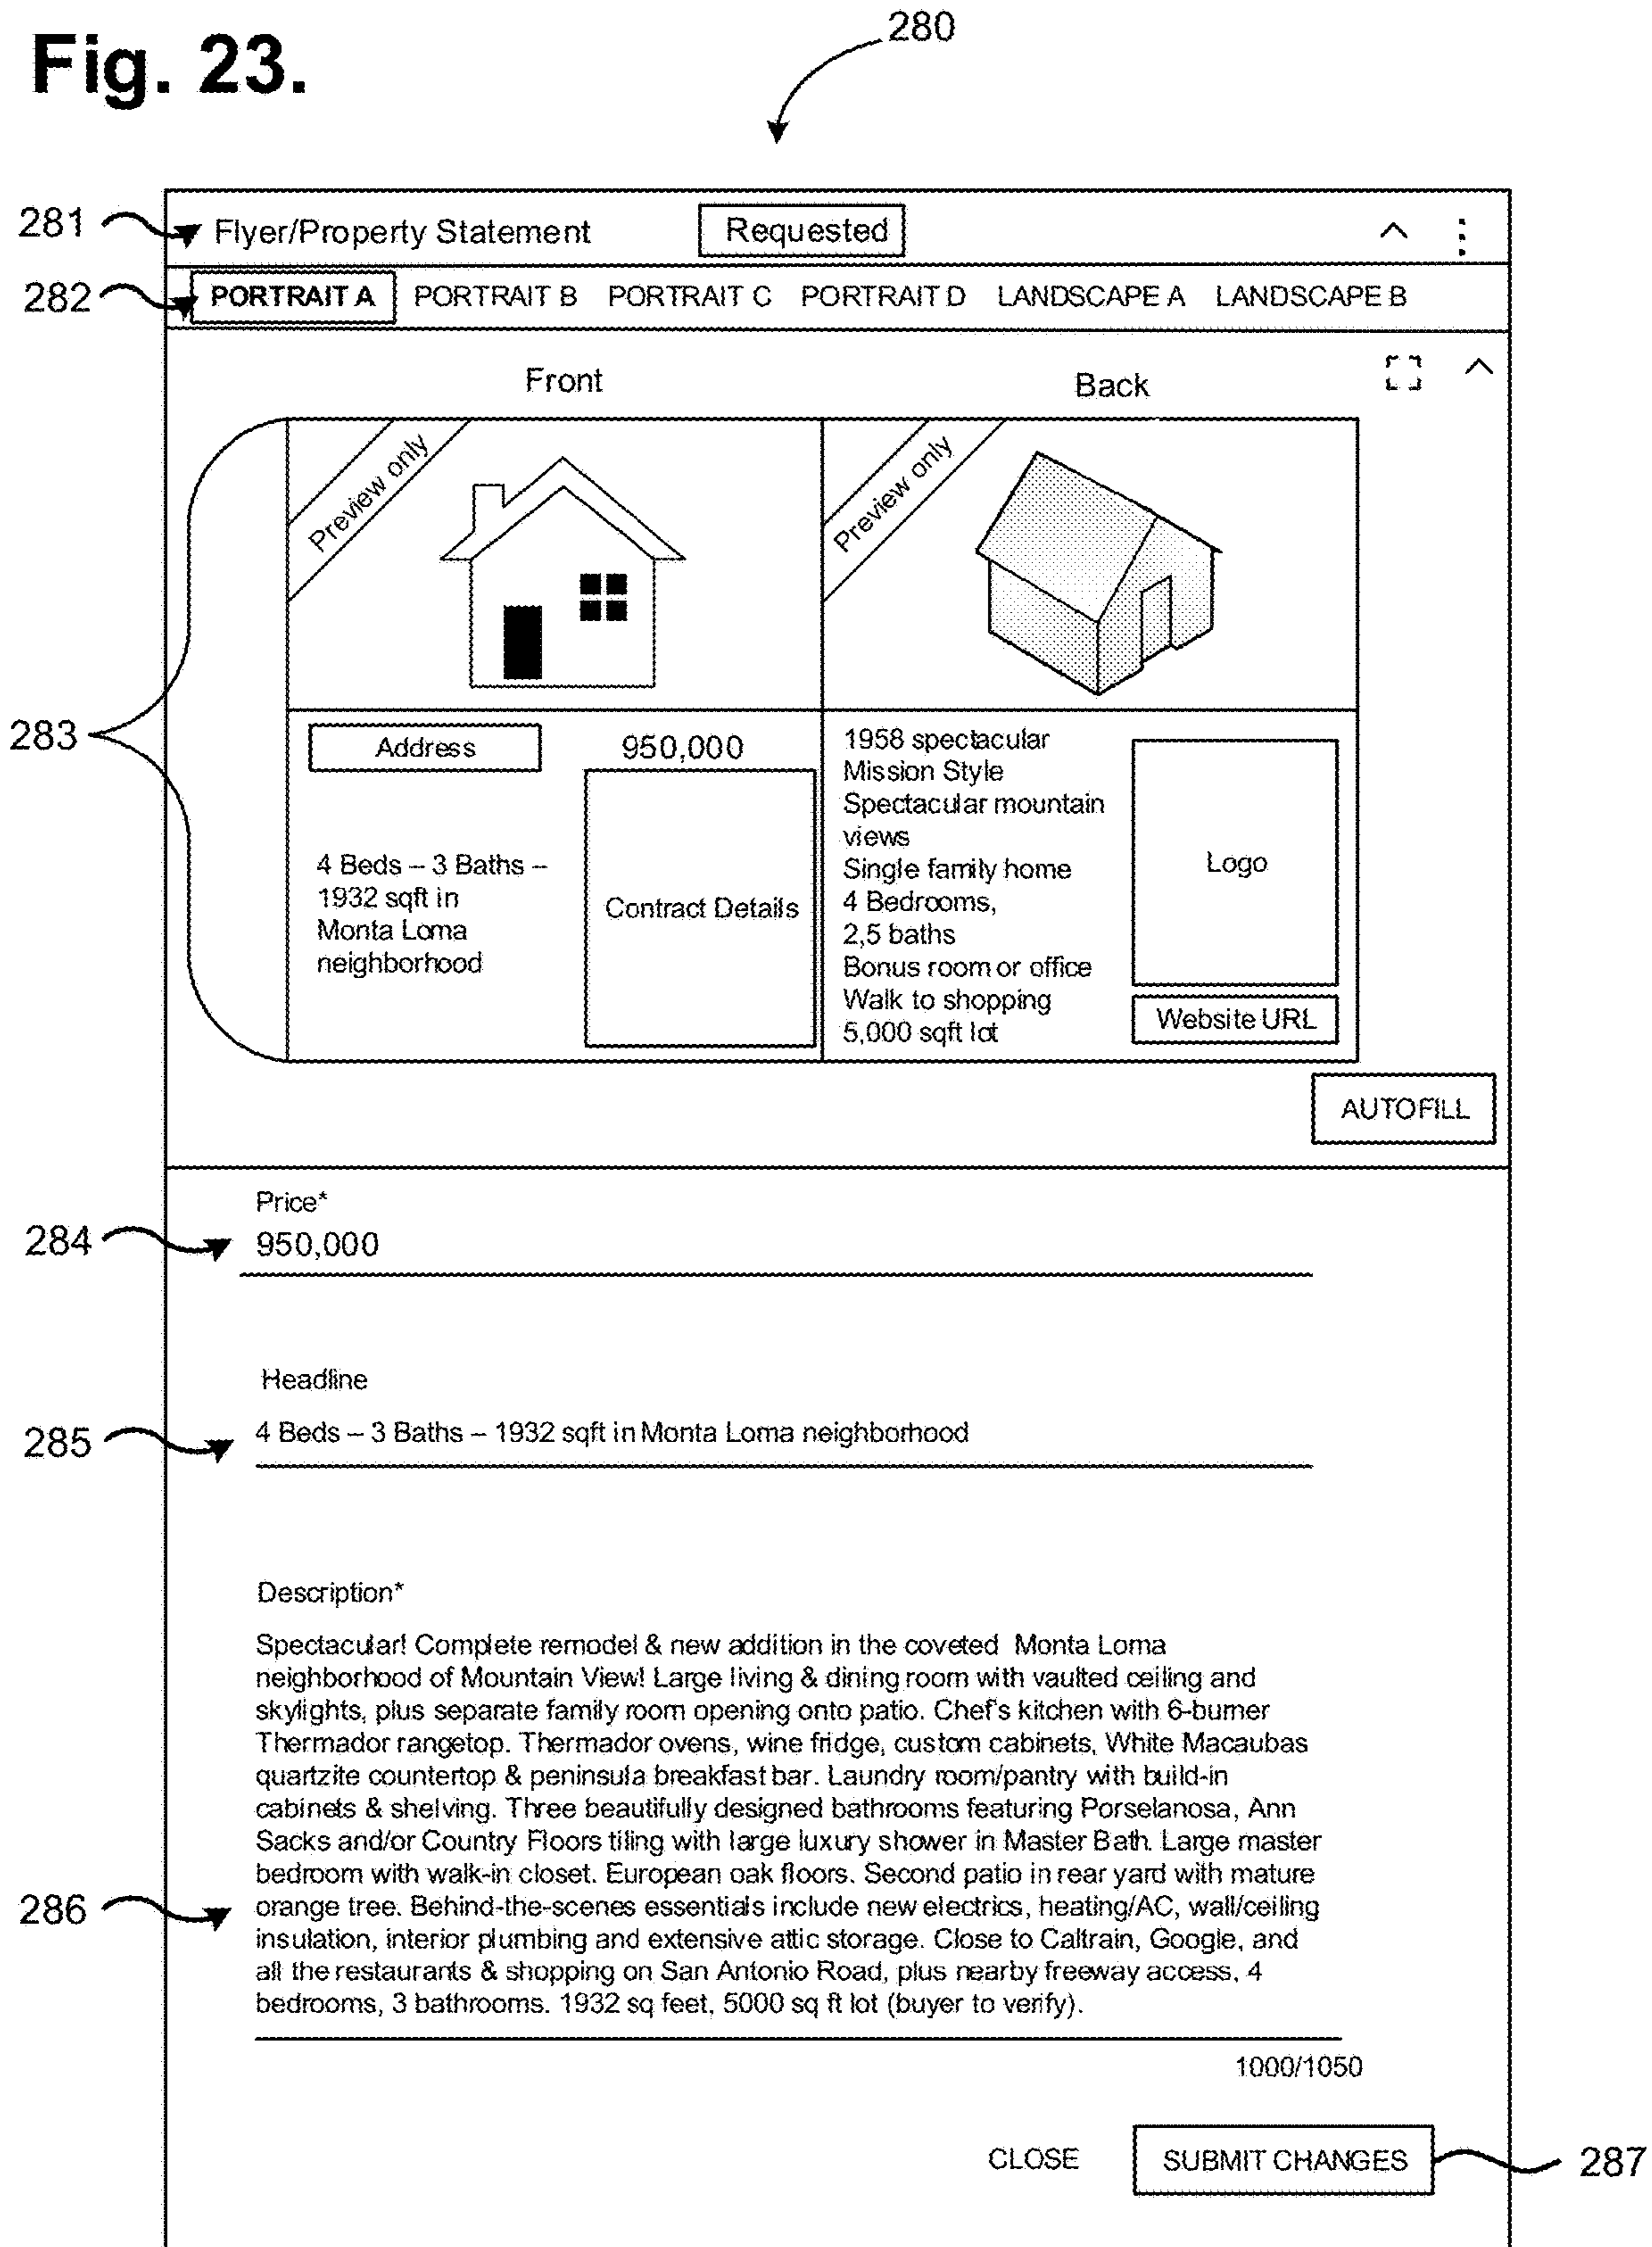 Fig. 23.
280
281
Flyer/Property Statement
Requested
282
PORTRAIT A PORTRAIT B PORTRAIT C PORTRAIT D LANDSCAPE A LANDSCAPE B
Front
Back
283
Preview only
Address
950,000
4 Beds – 3 Baths –
1932 sqft in
Monta Loma
neighborhood
Contract Details
Preview only
1958 spectacular
Mission Style
Spectacular mountain
views
Single family home
4 Bedrooms,
2,5 baths
Bonus room or office
Walk to shopping
5,000 sqft lot
Logo
Website URL
AUTOFILL
Price*
284
950,000
Headline
285
4 Beds – 3 Baths – 1932 sqft in Monta Loma neighborhood
Description*
Spectacular! Complete remodel & new addition in the coveted Monta Loma
neighborhood of Mountain View! Large living & dining room with vaulted ceiling and
skylights, plus separate family room opening onto patio. Chef's kitchen with 6-burner
Thermador rangetop. Thermador ovens, wine fridge, custom cabinets, White Macaubas
quartzite countertop & peninsula breakfast bar. Laundry room/pantry with build-in
cabinets & shelving. Three beautifully designed bathrooms featuring Porselanosa, Ann
Sacks and/or Country Floors tiling with large luxury shower in Master Bath. Large master
bedroom with walk-in closet. European oak floors. Second patio in rear yard with mature
286
orange tree. Behind-the-scenes essentials include new electrics, heating/AC, wall/ceiling
insulation, interior plumbing and extensive attic storage. Close to Caltrain, Google, and
all the restaurants & shopping on San Antonio Road, plus nearby freeway access, 4
bedrooms, 3 bathrooms. 1932 sq feet, 5000 sq ft lot (buyer to verify).
1000/1050
CLOSE
SUBMIT CHANGES
287